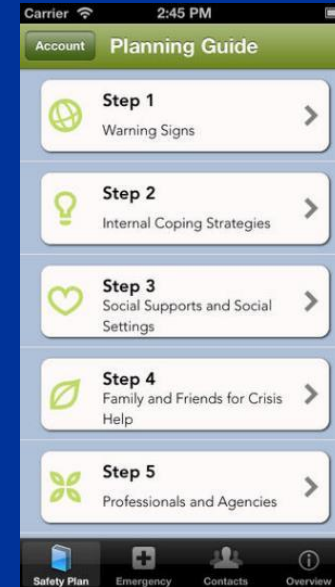 Carrier 2:45 PM
Account Planning Guide
Step 1
Warning Signs
Step 2
Internal Coping Strategies
Step 3
Social Supports and Social
Settings
Step 4
Family and Friends for Crisis
Help
Step 5
Professionals and Agencies
Safety Plan Emergency Contacts Overview